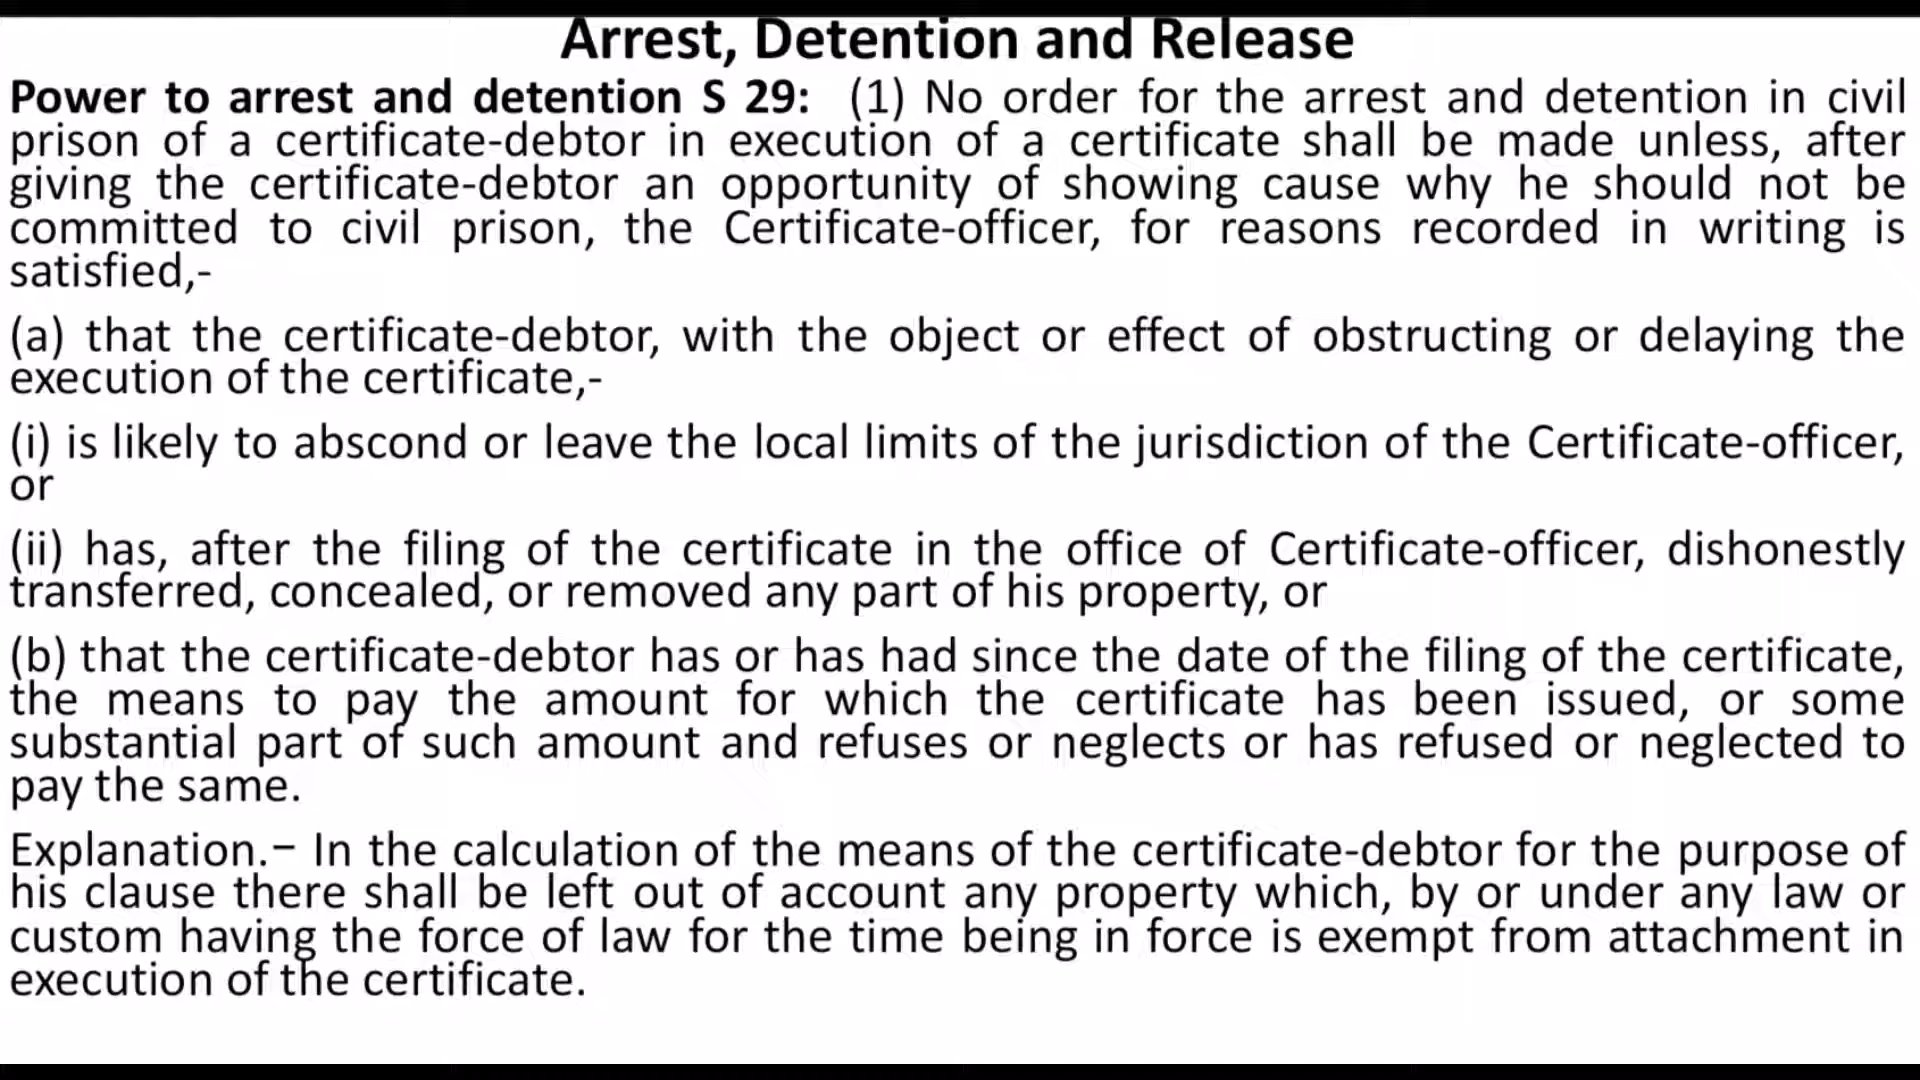 Arrest, Detention and Release
Power to arrest and detention S 29: (1) No order for the arrest and detention in civil
prison of a certificate-debtor in execution of a certificate shall be made unless, after
giving the certificate-debtor an opportunity of showing cause why he should not be
committed to civil prison, the Certificate-officer, for reasons recorded in writing is
satisfied,-
(a) that the certificate-debtor, with the object or effect of obstructing or delaying the
execution of the certificate,-
(i) is likely to abscond or leave the local limits of the jurisdiction of the Certificate-officer,
or
(ii) has, after the filing of the certificate in the office of Certificate-officer, dishonestly
transferred, concealed, or removed any part of his property, or
(b) that the certificate-debtor has or has had since the date of the filing of the certificate,
the means to pay the amount for which the certificate has been issued, or some
substantial part of such amount and refuses or neglects or has refused or neglected to
pay the same.
Explanation.− In the calculation of the means of the certificate-debtor for the purpose of
his clause there shall be left out of account any property which, by or under any law or
custom having the force of law for the time being in force is exempt from attachment in
execution of the certificate.